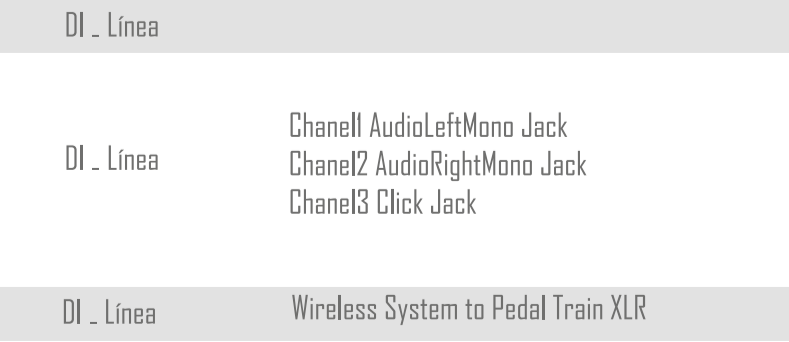 DI _ Línea
DI _ Línea
Chanel1 AudioLeftMono Jack
Chanel2 AudioRightMono Jack
Chanel3 Click Jack
DI _ Línea
Wireless System to Pedal Train XLR